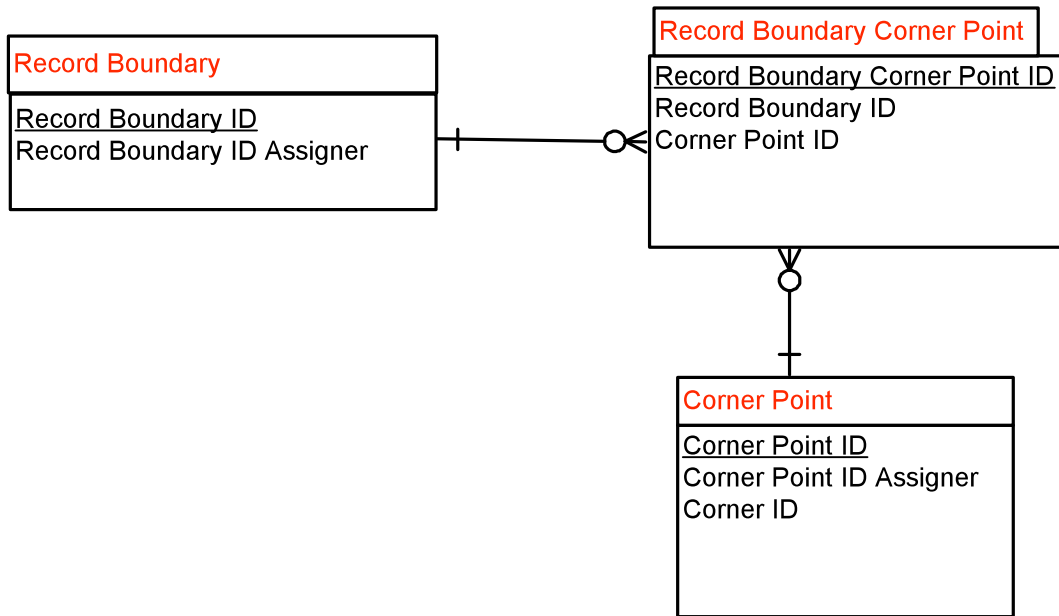 Record Boundary
Record Boundary ID
Record Boundary ID Assigner
Record Boundary Corner Point
Record Boundary Corner Point ID
Record Boundary ID
Corner Point ID
Corner Point
Corner Point ID
Corner Point ID Assigner
Corner ID